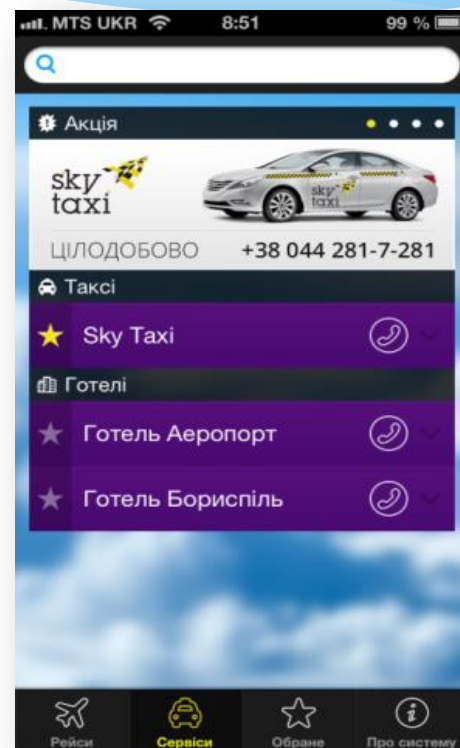 MTS UKR 8:51 99 %
Акція
sky
taxi
sky
taxi
ЦІЛОДОБОВО +38 044 281-7-281
Таксі
Sky Taxi
Готелі
Готель Аеропорт
Готель Бориспіль
Рейси Сервіси Обране Про систему